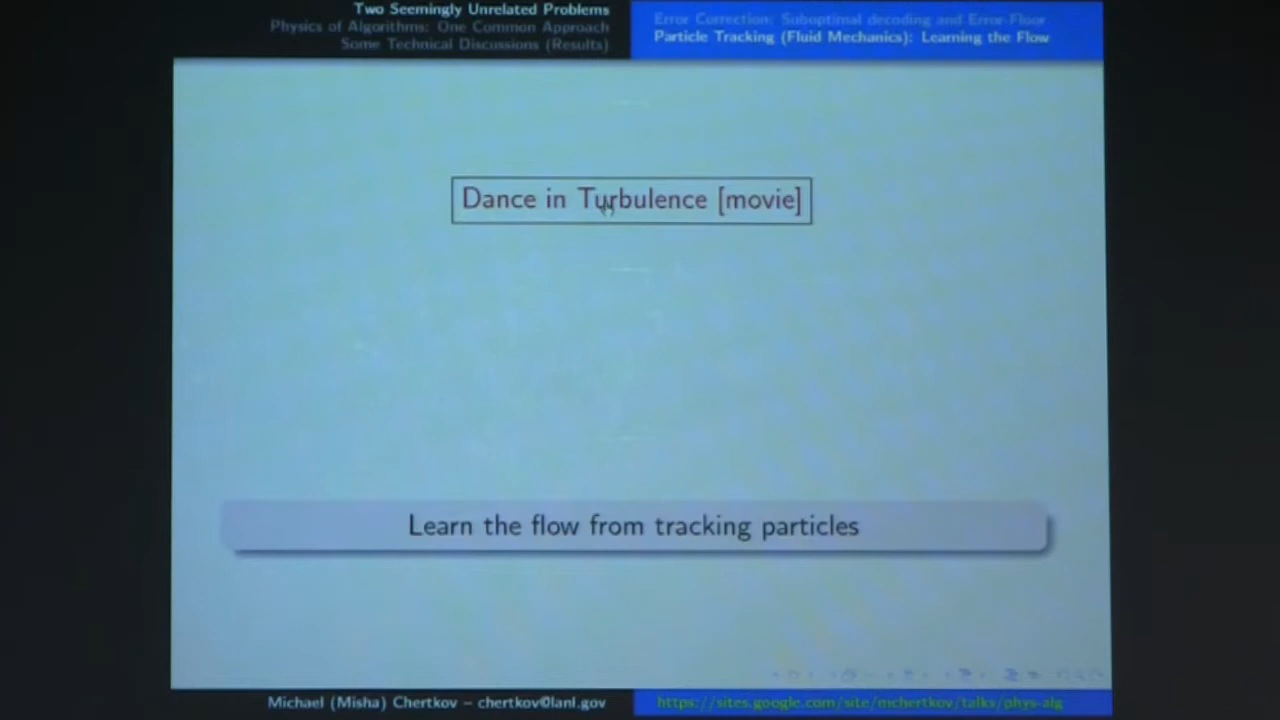 Two Seemingly Unrelated Problems
Physics of Algorithms: One Common Approach
Some Technical Discussions (Results)
Error Correction: Suboptimal decoding and Error-Floor
Particle Tracking (Fluid Mechanics): Learning the Flow
Dance in Turbulence [movie]
Learn the flow from tracking particles
Michael (Misha) Chertkov – chertkov@lanl.gov
https://sites.google.com/site/mchertkov/talks/phys-alg